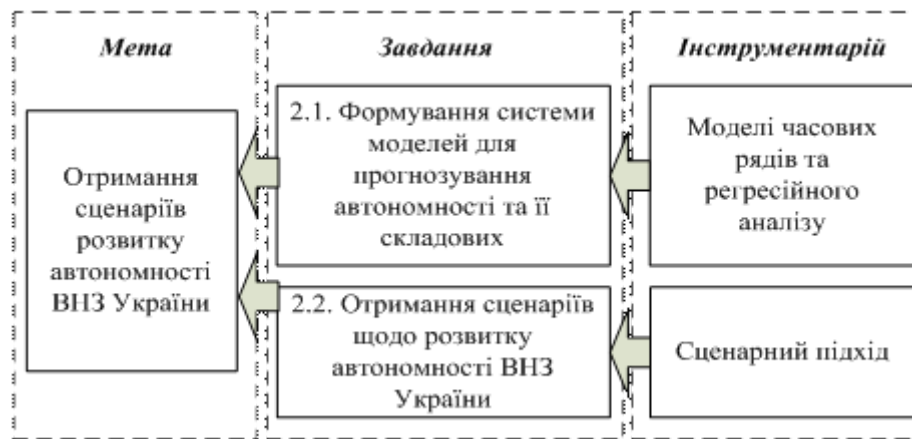 Мета
Завдання
Інструментарій
Отримання
сценаріїв
розвитку
автономності
ВНЗ України
2.1. Формування системи
моделей для
прогнозування
автономності та її
складових
Моделі часових
рядів та
регресійного
аналізу
2.2. Отримання сценаріїв
щодо розвитку
автономності ВНЗ
України
Сценарний підхід